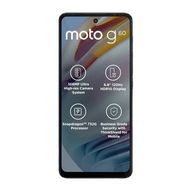 moto g 60
108MP Ultra
High-res Camera
System
6.8" 120Hz
HDR10 Display
Snapdragon™ 732G
Processor
Business Grade
Security with
ThinkShield for
Mobile